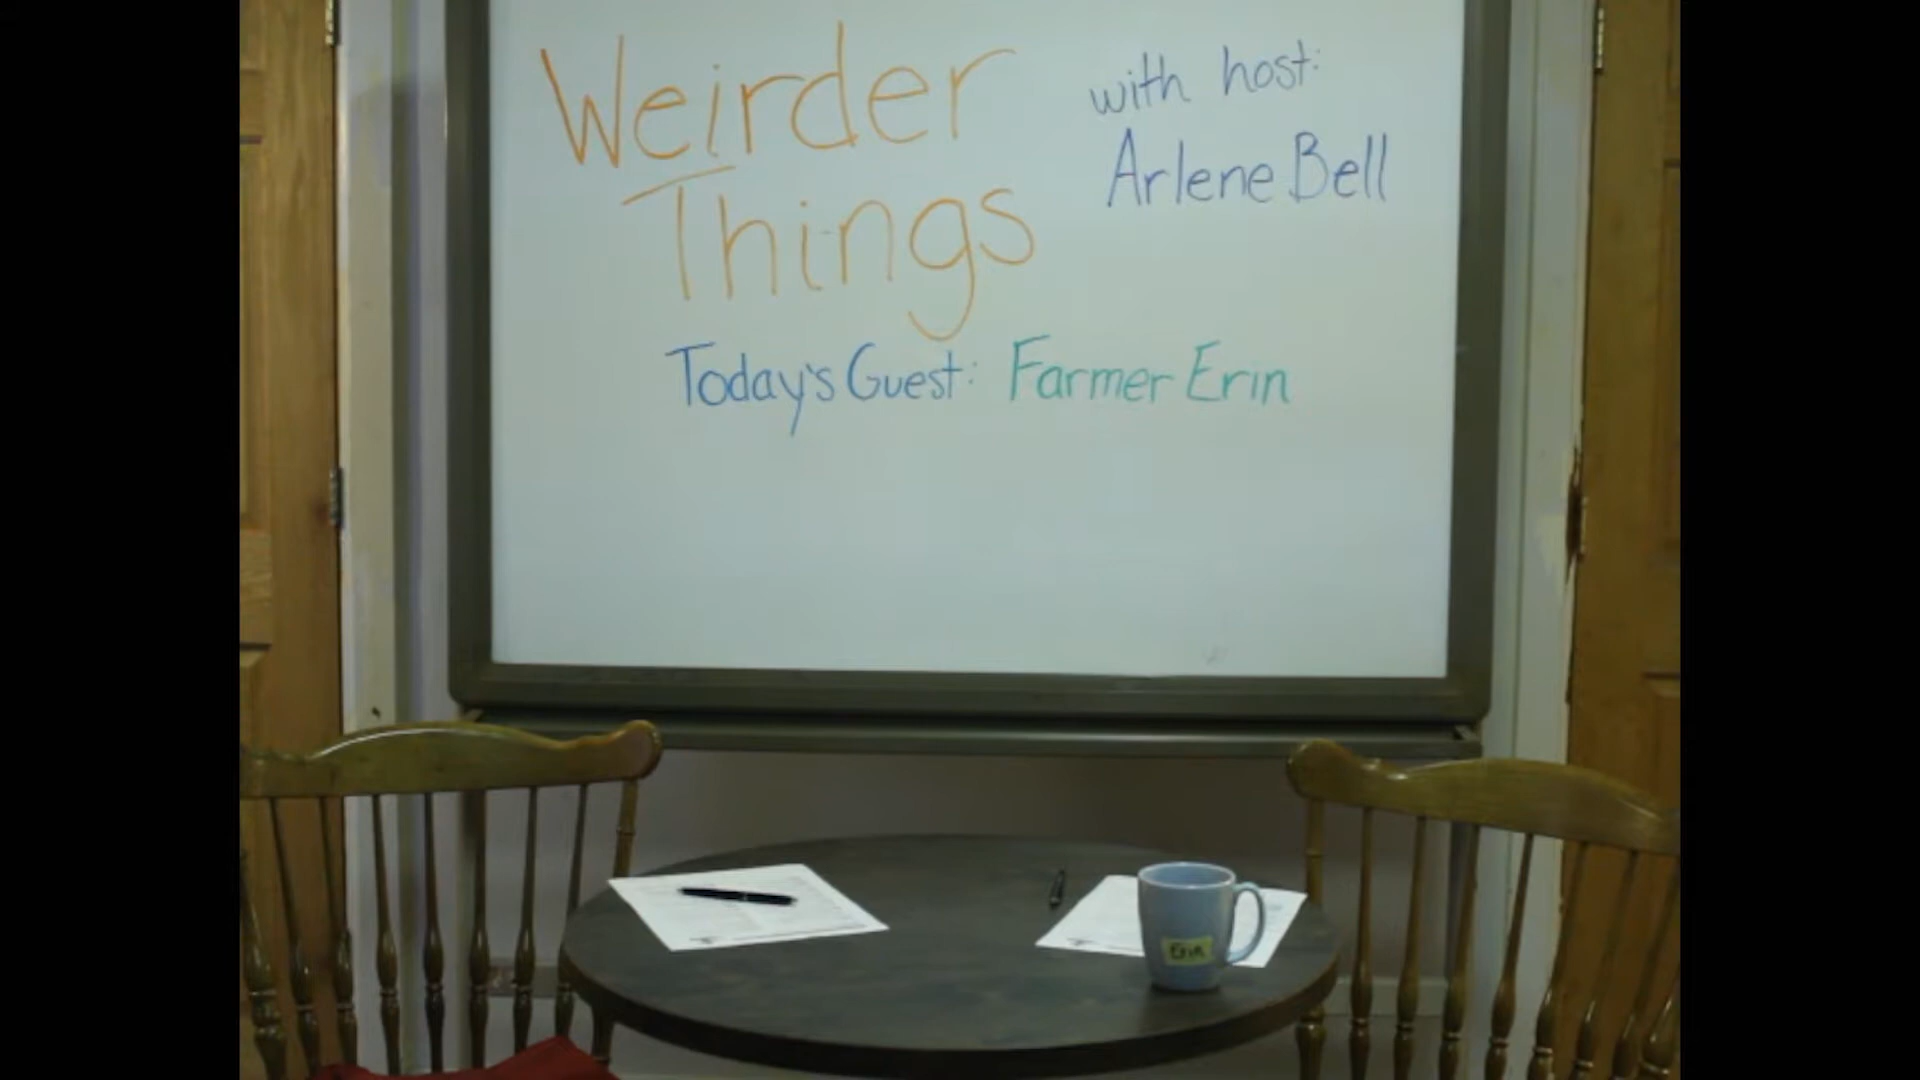 Weirder
Things
with host:
Arlene Bell
Today's Guest: Farmer Erin
Erin